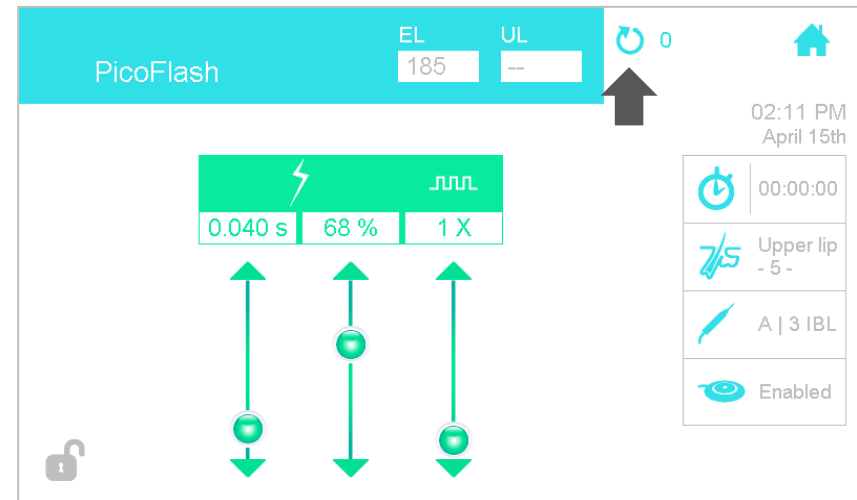 EL UL
0
PicoFlash
185 --
02:11 PM
April 15th
00:00:00
0.040 s 68 % 1 X
Upper lip
- 5 -
A | 3 IBL
Enabled